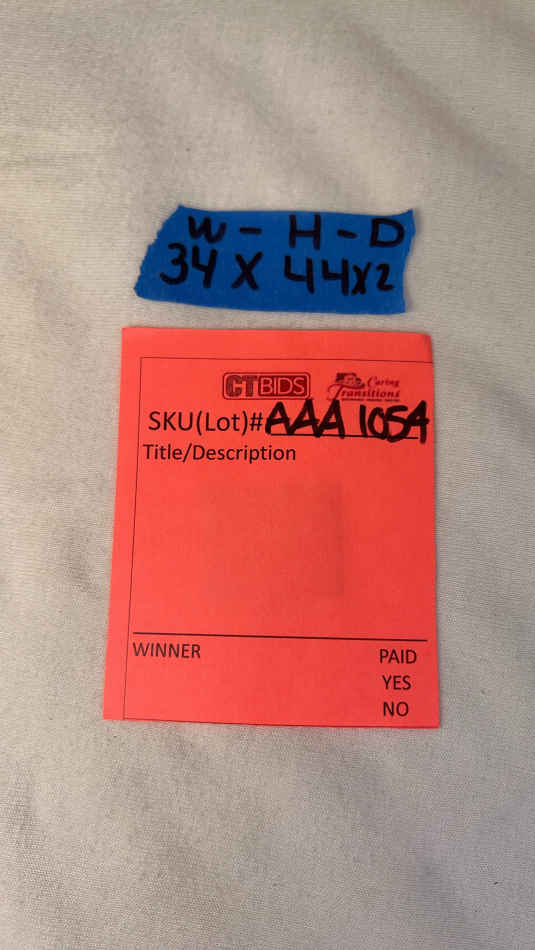 W - H - D
34 X 44X2
CTBIDS
Caring
Transitions
SKU(Lot)# AAA 1054
Title/Description
WINNER
PAID
YES
NO